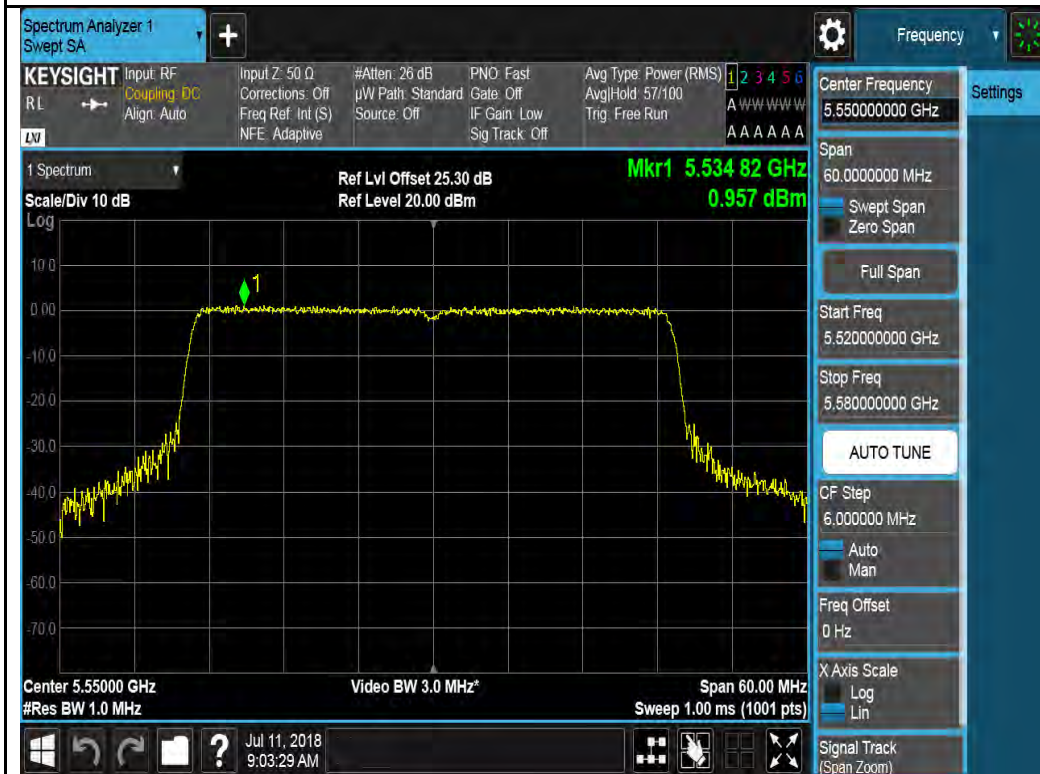 Spectrum Analyzer 1
Swept SA
+
Frequency
KEYSIGHT
RL
LXI
Input: RF
Coupling: DC
Align: Auto
Input Z: 50 Ω
Corrections: Off
Freq Ref: Int (S)
NFE: Adaptive
#Atten: 26 dB
µW Path: Standard
Source: Off
PNO: Fast
Gate: Off
IF Gain: Low
Sig Track: Off
Avg Type: Power (RMS)
Avg|Hold: 57/100
Trig: Free Run
1 2 3 4 5 6
A W W W W W
A A A A A A
1 Spectrum
Scale/Div 10 dB
Ref Lvl Offset 25.30 dB
Ref Level 20.00 dBm
Mkr1 5.534 82 GHz
0.957 dBm
Log
10.0
0.00
-10.0
-20.0
-30.0
-40.0
-50.0
-60.0
-70.0
1
Center 5.55000 GHz
#Res BW 1.0 MHz
Video BW 3.0 MHz*
Span 60.00 MHz
Sweep 1.00 ms (1001 pts)
?
Jul 11, 2018
9:03:29 AM
Center Frequency
5.550000000 GHz
Span
60.0000000 MHz
Swept Span
Zero Span
Full Span
Start Freq
5.520000000 GHz
Stop Freq
5.580000000 GHz
AUTO TUNE
CF Step
6.000000 MHz
Auto
Man
Freq Offset
0 Hz
X Axis Scale
Log
Lin
Signal Track
(Span Zoom)
Settings